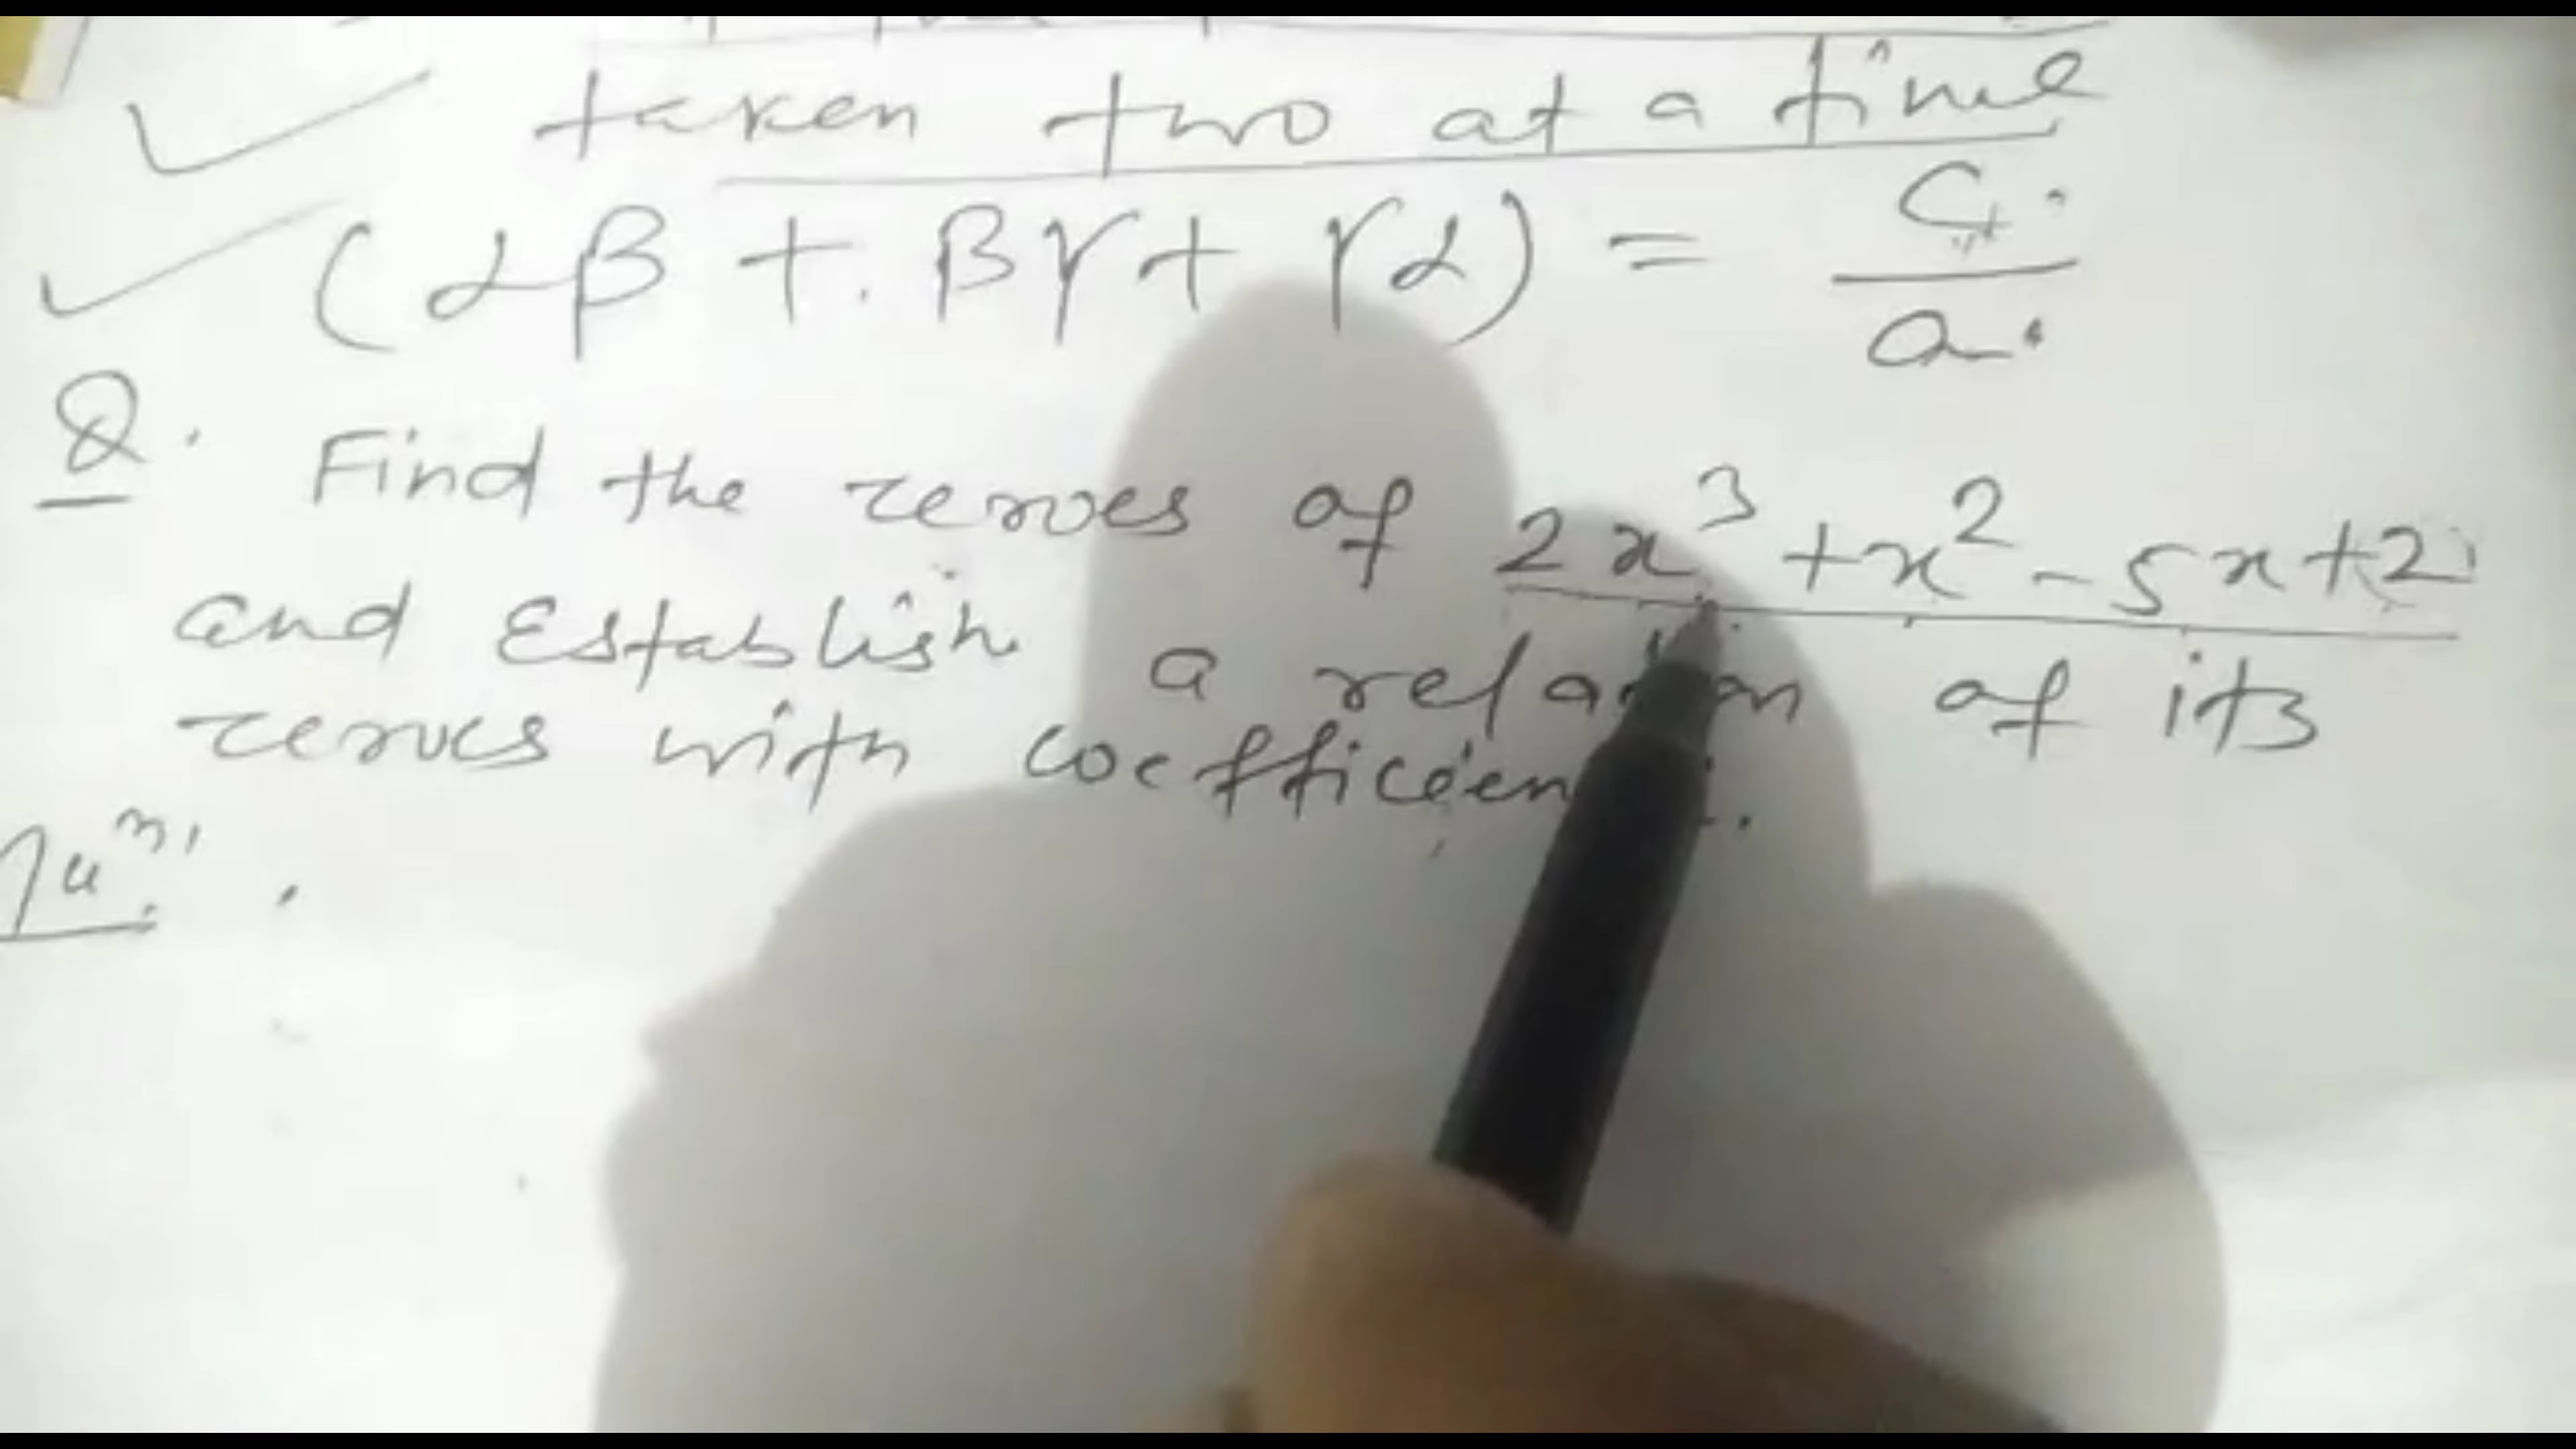 taken two at a time
(αβ + βγ + γα) = c/a
Q. Find the zeroes of 2x³ + x² - 5x + 2
and Establish a relation of its
zeroes with coefficient.